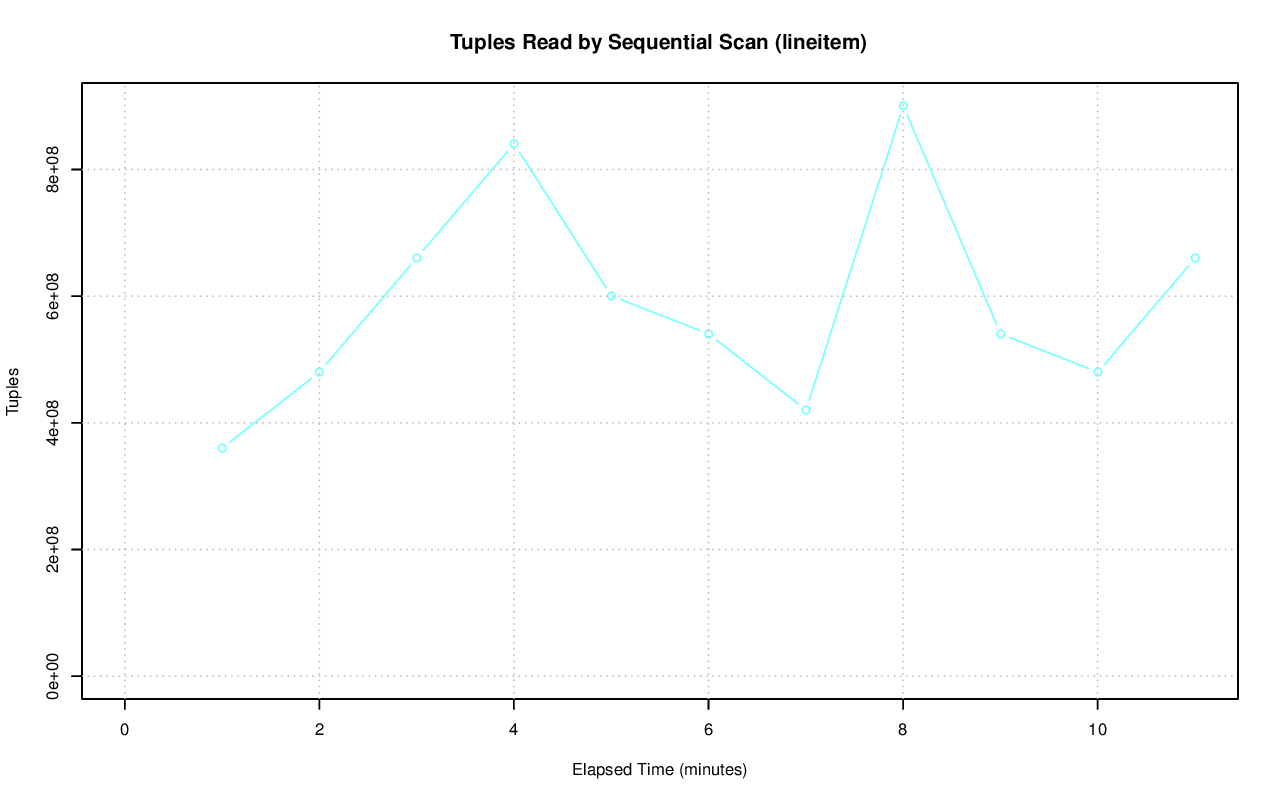 Tuples Read by Sequential Scan (lineitem)
8e+08
6e+08
4e+08
2e+08
0e+00
Tuples
0 2 4 6 8 10
Elapsed Time (minutes)